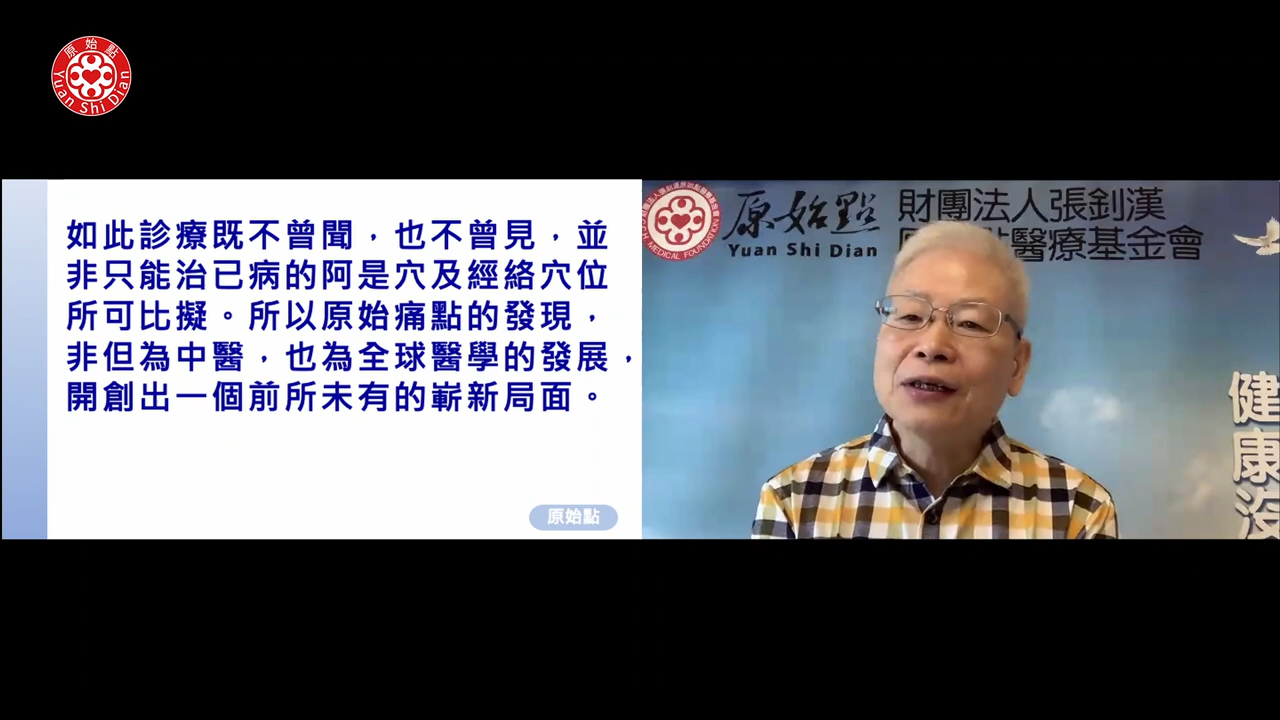 原始點
Yuan Shi Dian
如此診療既不曾聞，也不曾見，並
非只能治已病的阿是穴及經絡穴位
所可比擬。所以原始痛點的發現，
非但為中醫，也為全球醫學的發展，
開創出一個前所未有的嶄新局面。
原始點
原始點
Yuan Shi Dian
財團法人張釗漢
醫療基金會
MEDICAL FOUNDATION
健康沒